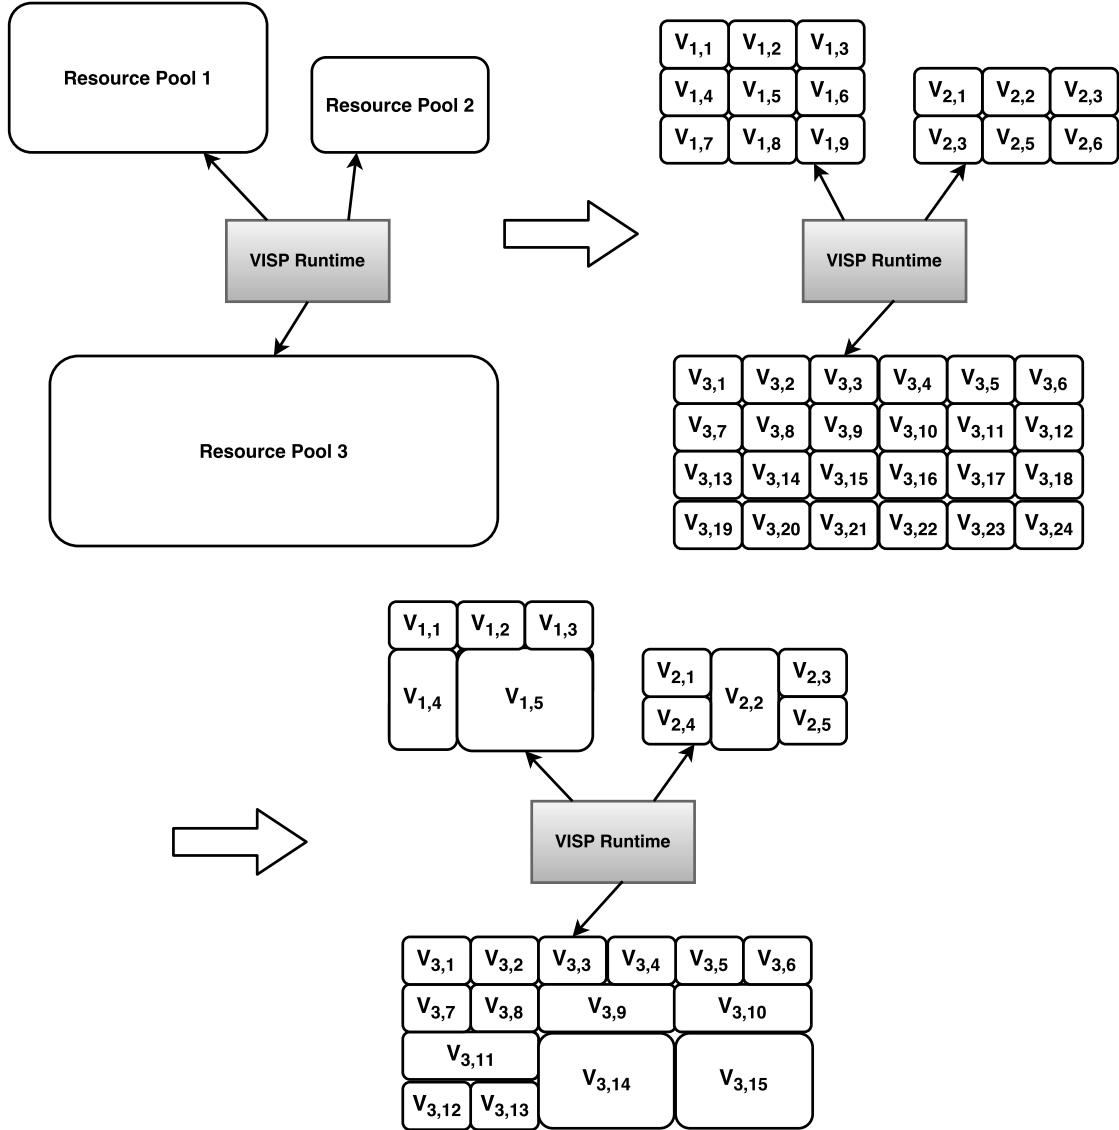 Resource Pool 1
Resource Pool 2
VISP Runtime
Resource Pool 3
V1,1 V1,2 V1,3
V1,4 V1,5 V1,6
V1,7 V1,8 V1,9
V2,1 V2,2 V2,3
V2,3 V2,5 V2,6
VISP Runtime
V3,1 V3,2 V3,3 V3,4 V3,5 V3,6
V3,7 V3,8 V3,9 V3,10 V3,11 V3,12
V3,13 V3,14 V3,15 V3,16 V3,17 V3,18
V3,19 V3,20 V3,21 V3,22 V3,23 V3,24
V1,1 V1,2 V1,3
V1,4 V1,5
V2,1 V2,2 V2,3
V2,4 V2,5
VISP Runtime
V3,1 V3,2 V3,3 V3,4 V3,5 V3,6
V3,7 V3,8 V3,9 V3,10
V3,11
V3,14 V3,15
V3,12 V3,13